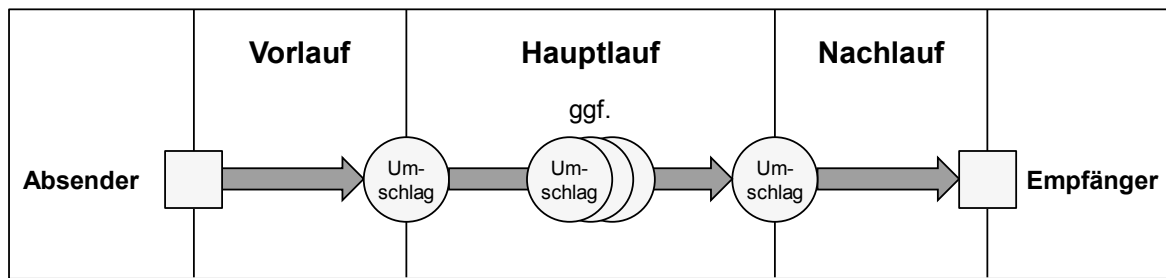 Vorlauf
Hauptlauf
Nachlauf
ggf.
Absender
Um-
schlag
Um-
schlag
Um-
schlag
Empfänger